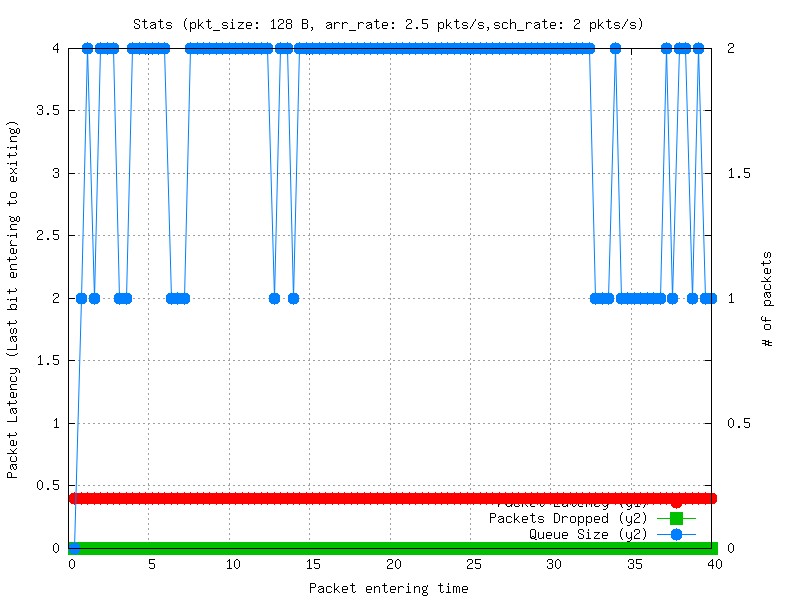 Stats (pkt_size: 128 B, arr_rate: 2.5 pkts/s,sch_rate: 2 pkts/s)
4
3.5
3
2.5
2
1.5
1
0.5
0
Packet Latency (Last bit entering to exiting)
2
1.5
1
0.5
0
# of packets
Packet Latency (y1)
Packets Dropped (y2)
Queue Size (y2)
0 5 10 15 20 25 30 35 40
Packet entering time